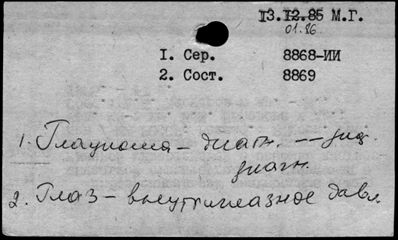 13.12.85 М.Г.
01.86
1. Сер. 8868-ИИ
2. Сост. 8869
1. Глаукома – диагн. –– диф.
диагн.
2. Глаз – внутриглазное давл.